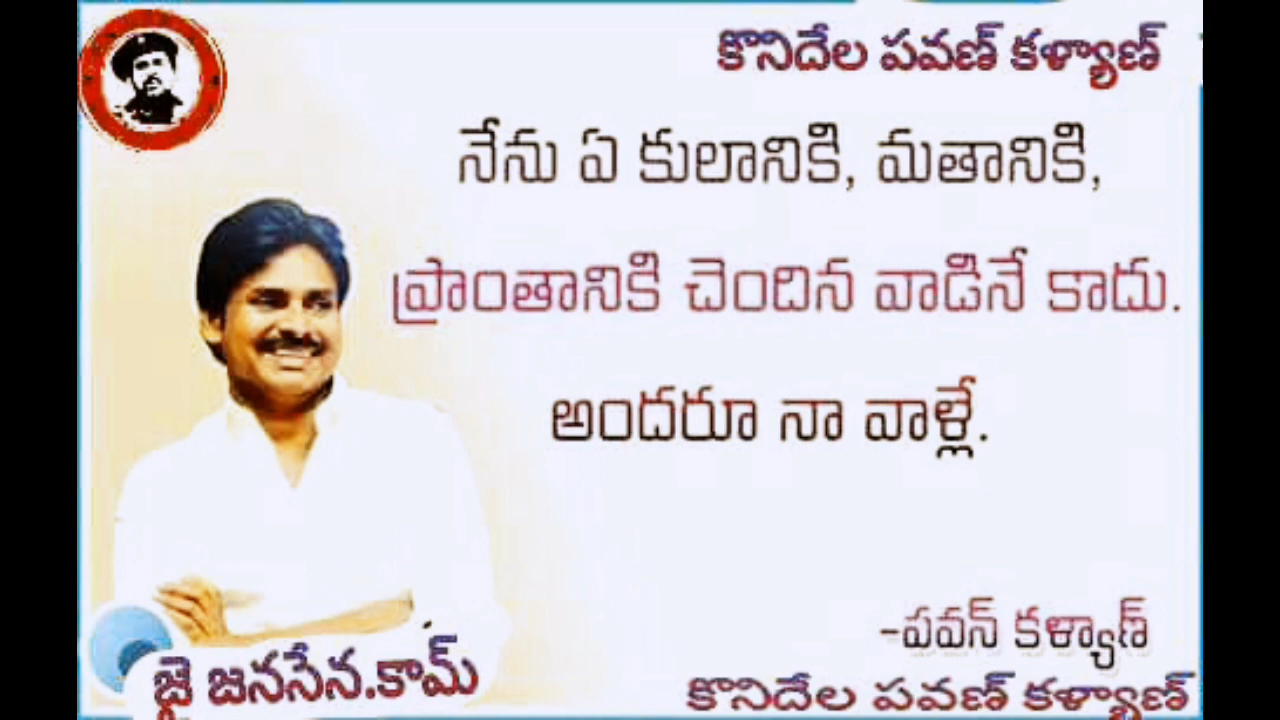 కొనిదేల పవణ్ కళ్యాణ్
నేను ఏ కులానికి, మతానికి,
ప్రాంతానికి చెందిన వాడినే కాదు.
అందరూ నా వాళ్లే.
-పవన్ కళ్యాణ్
జై జనసేన.కామ్
కొనిదేల పవణ్ కళ్యాణ్